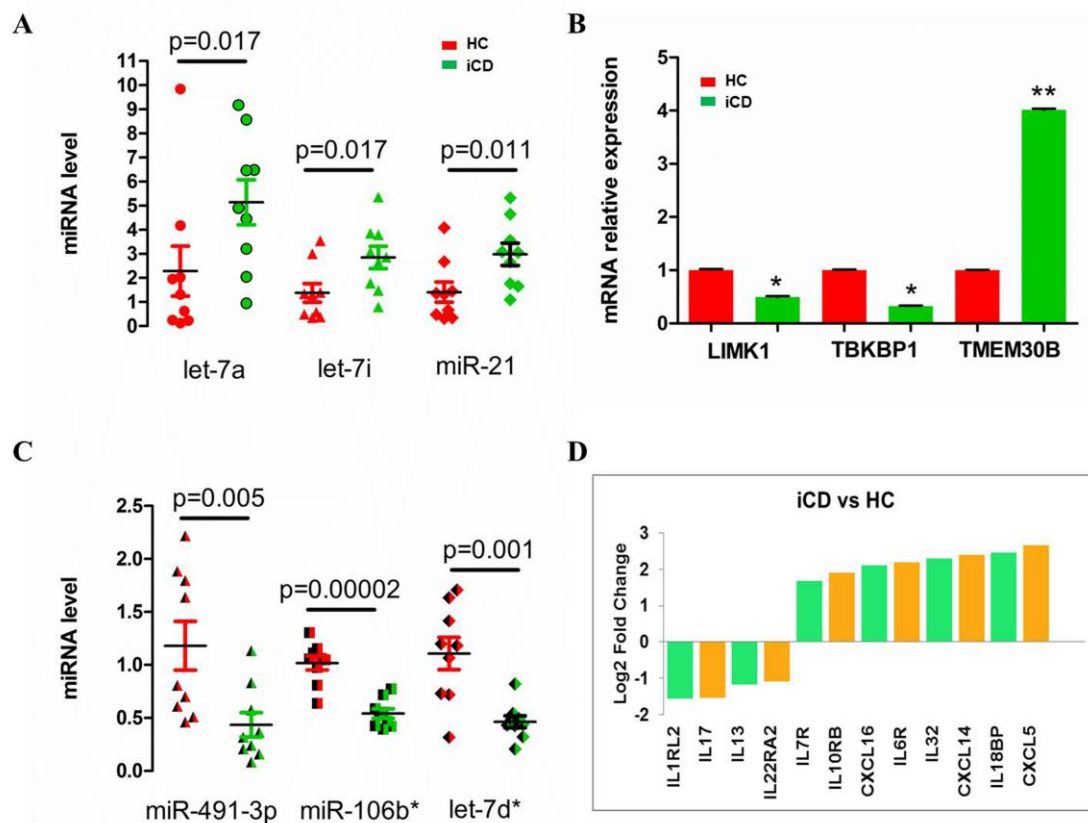 A
p=0.017
HC
iCD
11
10
9
8
7
6
5
4
3
2
1
0
miRNA level
p=0.017
p=0.011
let-7a
let-7i
miR-21
B
HC
iCD
5
4
3
2
1
0
mRNA relative expression
*
*
**
LIMK1
TBKBP1
TMEM30B
C
p=0.005
p=0.00002
p=0.001
2.5
2.0
1.5
1.0
0.5
0.0
miRNA level
miR-491-3p
miR-106b*
let-7d*
D
iCD vs HC
3
2
1
0
-1
-2
Log2 Fold Change
IL1RL2
IL17
IL13
IL22RA2
IL7R
IL10RB
CXCL16
IL6R
IL32
CXCL14
IL18BP
CXCL5